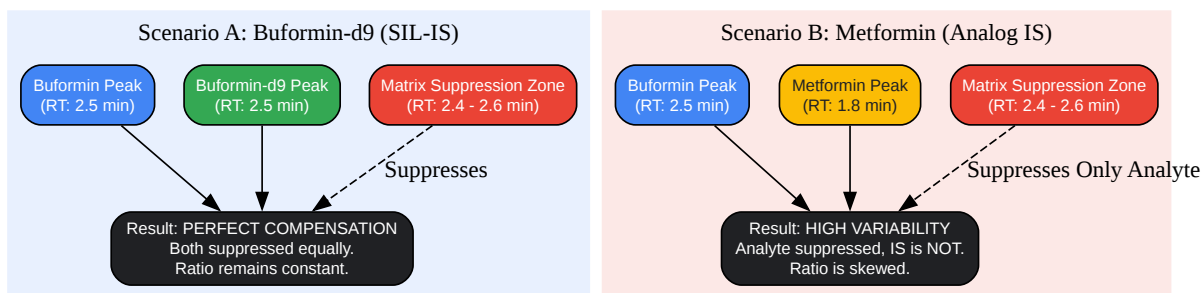 Scenario A: Buformin-d9 (SIL-IS)
Buformin Peak
(RT: 2.5 min)
Buformin-d9 Peak
(RT: 2.5 min)
Matrix Suppression Zone
(RT: 2.4 - 2.6 min)
Suppresses
Result: PERFECT COMPENSATION
Both suppressed equally.
Ratio remains constant.
Scenario B: Metformin (Analog IS)
Buformin Peak
(RT: 2.5 min)
Metformin Peak
(RT: 1.8 min)
Matrix Suppression Zone
(RT: 2.4 - 2.6 min)
Suppresses Only Analyte
Result: HIGH VARIABILITY
Analyte suppressed, IS is NOT.
Ratio is skewed.